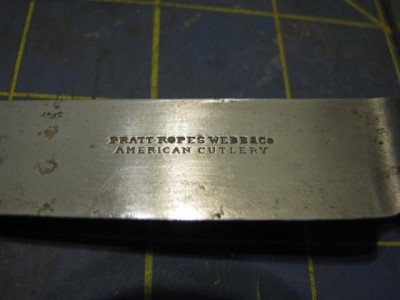 PRATT ROPES WEBB & Co
AMERICAN CUTLERY